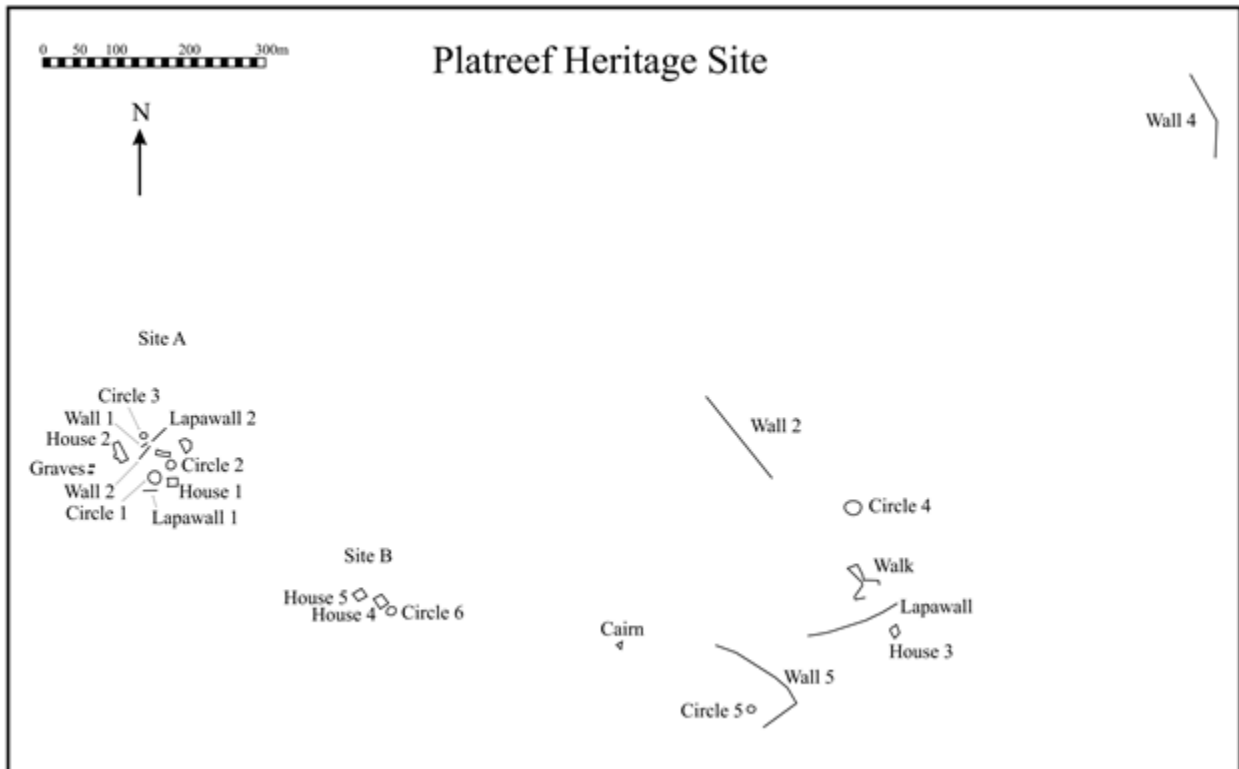 0 50 100 200 300m
Platreef Heritage Site
N
Wall 4
Site A
Circle 3
Wall 1
Lapawall 2
House 2
Graves
Circle 2
Wall 2
House 1
Circle 1
Lapawall 1
Wall 2
Circle 4
Site B
Walk
House 5
House 4
Circle 6
Lapawall
Cairn
House 3
Wall 5
Circle 5